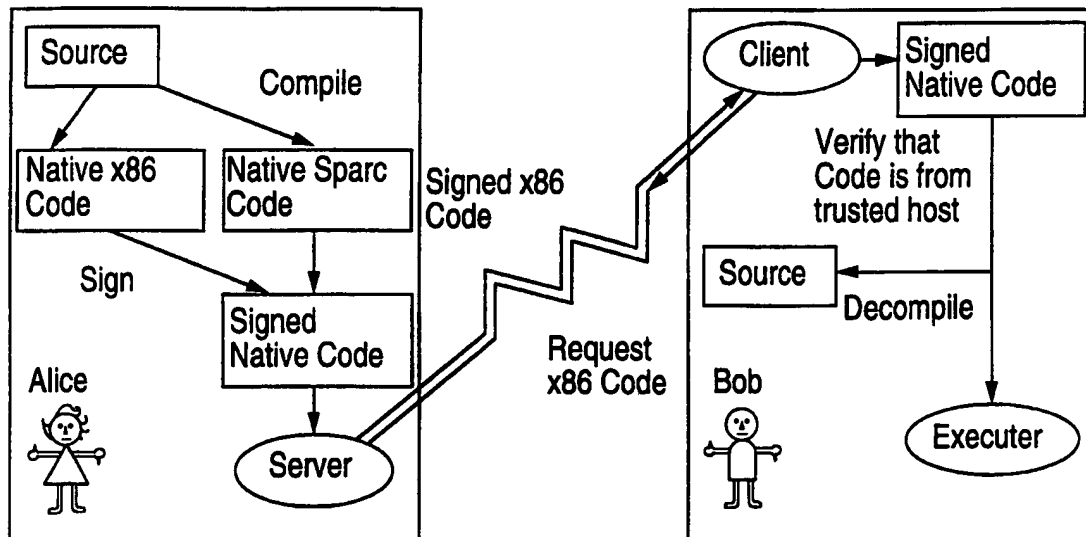 Source
Compile
Native x86
Code
Native Sparc
Code
Sign
Signed
Native Code
Alice
Server
Signed x86
Code
Request
x86 Code
Client
Signed
Native Code
Verify that
Code is from
trusted host
Source
Decompile
Bob
Executer